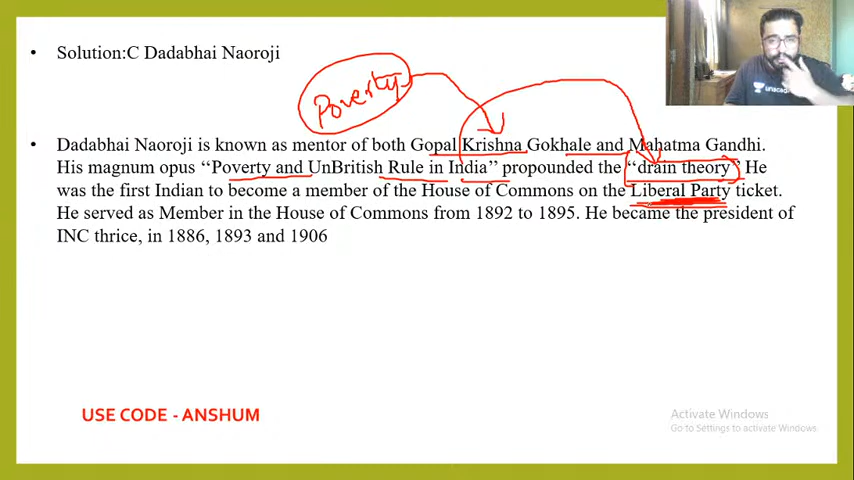 • Solution:C Dadabhai Naoroji
Poverty
• Dadabhai Naoroji is known as mentor of both Gopal Krishna Gokhale and Mahatma Gandhi.
His magnum opus “Poverty and UnBritish Rule in India” propounded the “drain theory” He
was the first Indian to become a member of the House of Commons on the Liberal Party ticket.
He served as Member in the House of Commons from 1892 to 1895. He became the president of
INC thrice, in 1886, 1893 and 1906
USE CODE - ANSHUM
Activate Windows
Go to Settings to activate Windows.